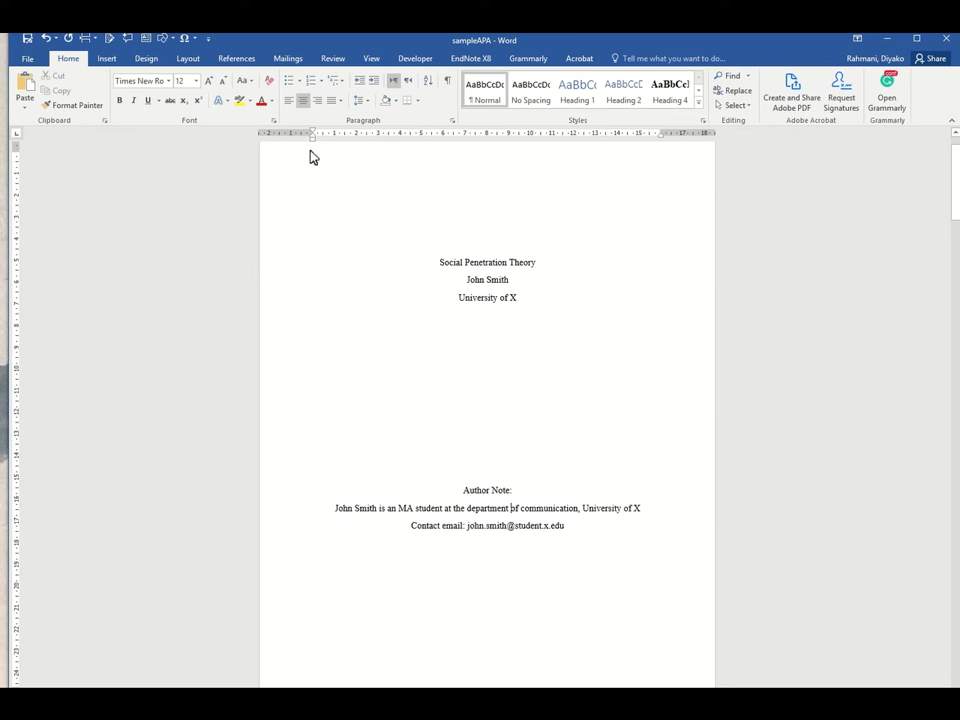 sampleAPA - Word
File Home Insert Design Layout References Mailings Review View Developer EndNote X8 Grammarly Acrobat Tell me what you want to do... Rahmani, Diyako Share
Paste
Cut
Copy
Format Painter
Clipboard
Times New Ro 12
B I U abc
Font
Paragraph
AaBbCcDc AaBbCcDc AaBbCc AaBbCcD AaBbCcI
¶ Normal No Spacing Heading 1 Heading 2 Heading 4
Styles
Find
Replace
Select
Editing
Create and Share
Adobe PDF
Request
Signatures
Adobe Acrobat
Open
Grammarly
Grammarly
Social Penetration Theory
John Smith
University of X
Author Note:
John Smith is an MA student at the department of communication, University of X
Contact email: john.smith@student.x.edu